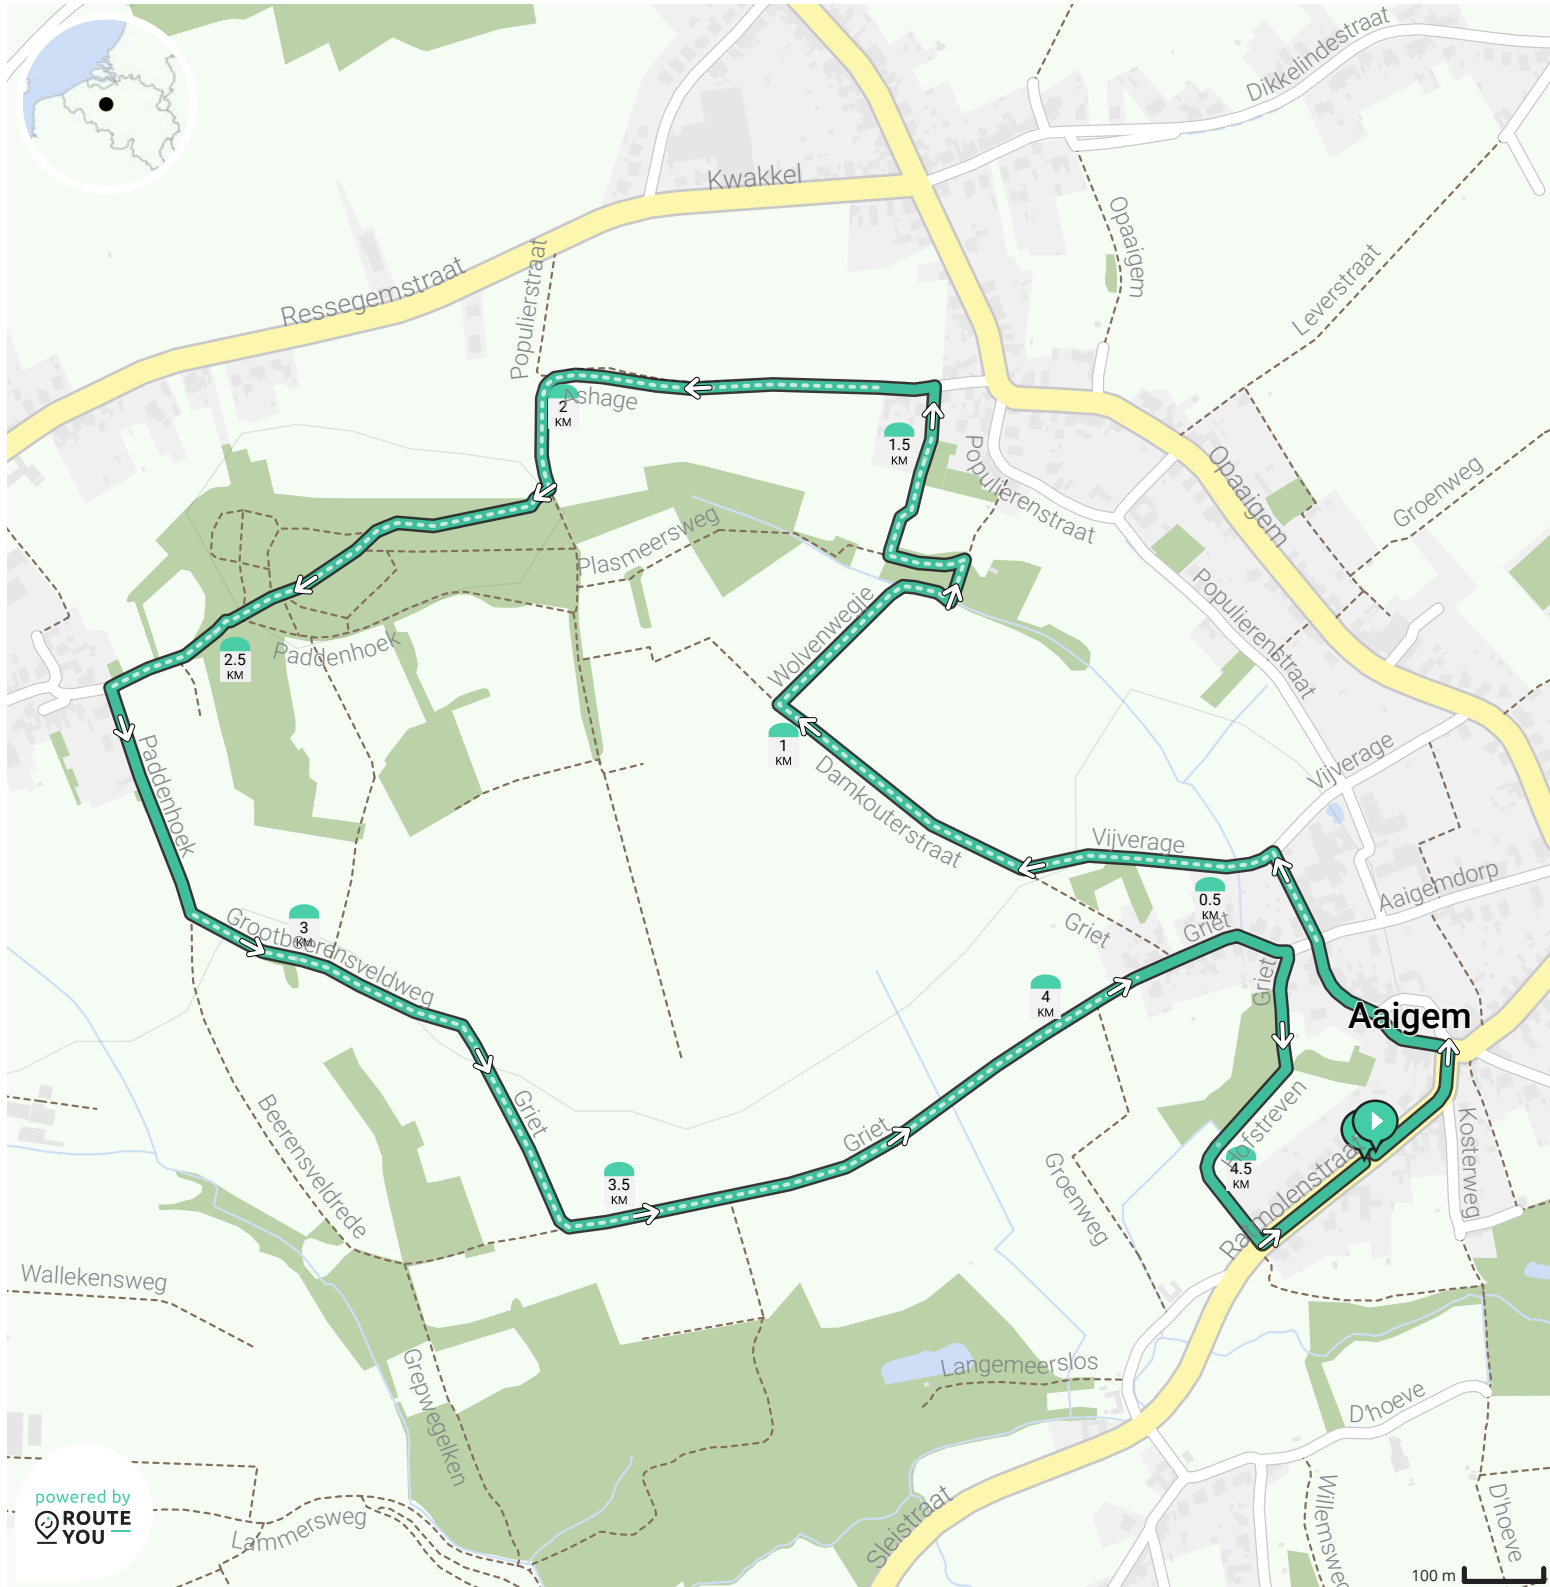 Dikkelindestraat
Kwakkel
Opaaigem
Ressegemstraat
Populierstraat
Leverstraat
Ashage
2
KM
1.5
KM
Populierenstraat
Opaaigem
Groenweg
Plasmeersweg
Wolvenwegje
Populierenstraat
Paddenhoek
2.5
KM
1
KM
Paddenhoek
Damkouterstraat
Vijverage
Vijverage
Aaigemdorp
0.5
KM
3
KM
Grootbeerensveldweg
Griet
Griet
Griet
4
KM
Aaigem
Griet
Griet
Hofstreven
Kosterweg
Beerensveldrede
3.5
KM
4.5
KM
Ratmolenstraat
Groenweg
Wallekensweg
Grepwegelken
Langemeerslos
D'hoeve
powered by
ROUTE
YOU
Lammersweg
Sleistraat
Willemsweg
D'hoeve
100 m